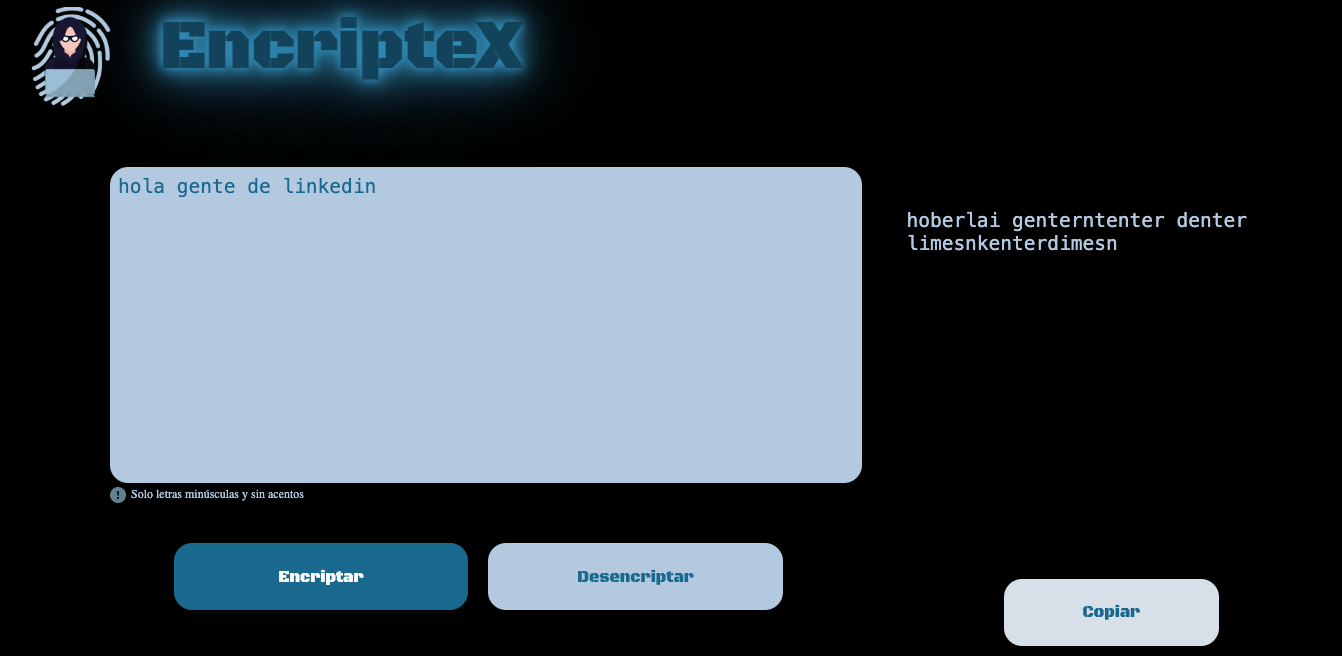 EncripteX
hola gente de linkedin
hoberlai genterntenter denter
limesnkenterdimesn
! Solo letras minúsculas y sin acentos
Encriptar
Desencriptar
Copiar